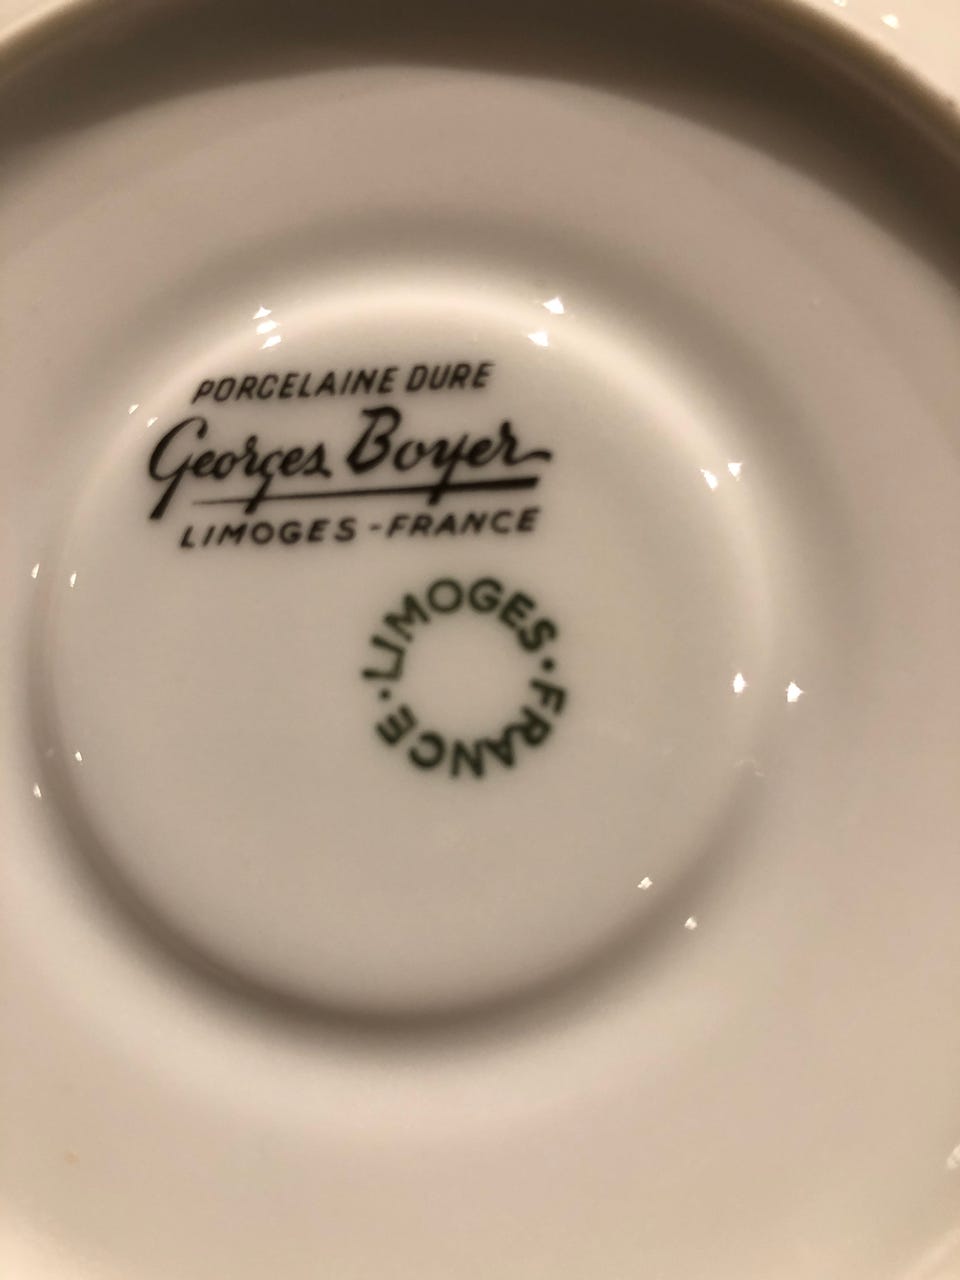 PORCELAINE DURE
Georges Boyer
LIMOGES - FRANCE
LIMOGES · FRANCE ·